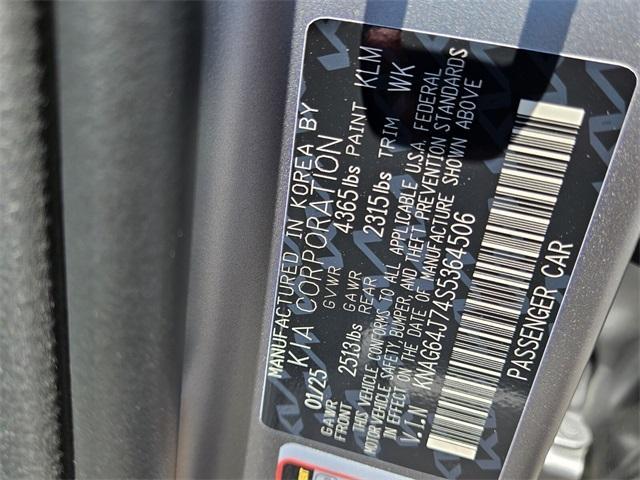 MANUFACTURED IN KOREA BY
KIA CORPORATION
01/25 GVWR 4365lbs PAINT KLM
GAWR FRONT 2513lbs GAWR REAR 2315lbs TRIM WK
THIS VEHICLE CONFORMS TO ALL APPLICABLE U.S.A. FEDERAL
MOTOR VEHICLE SAFETY, BUMPER, AND THEFT PREVENTION STANDARDS
IN EFFECT ON THE DATE OF MANUFACTURE SHOWN ABOVE
V.I.N KNAG64J74S5364506
PASSENGER CAR